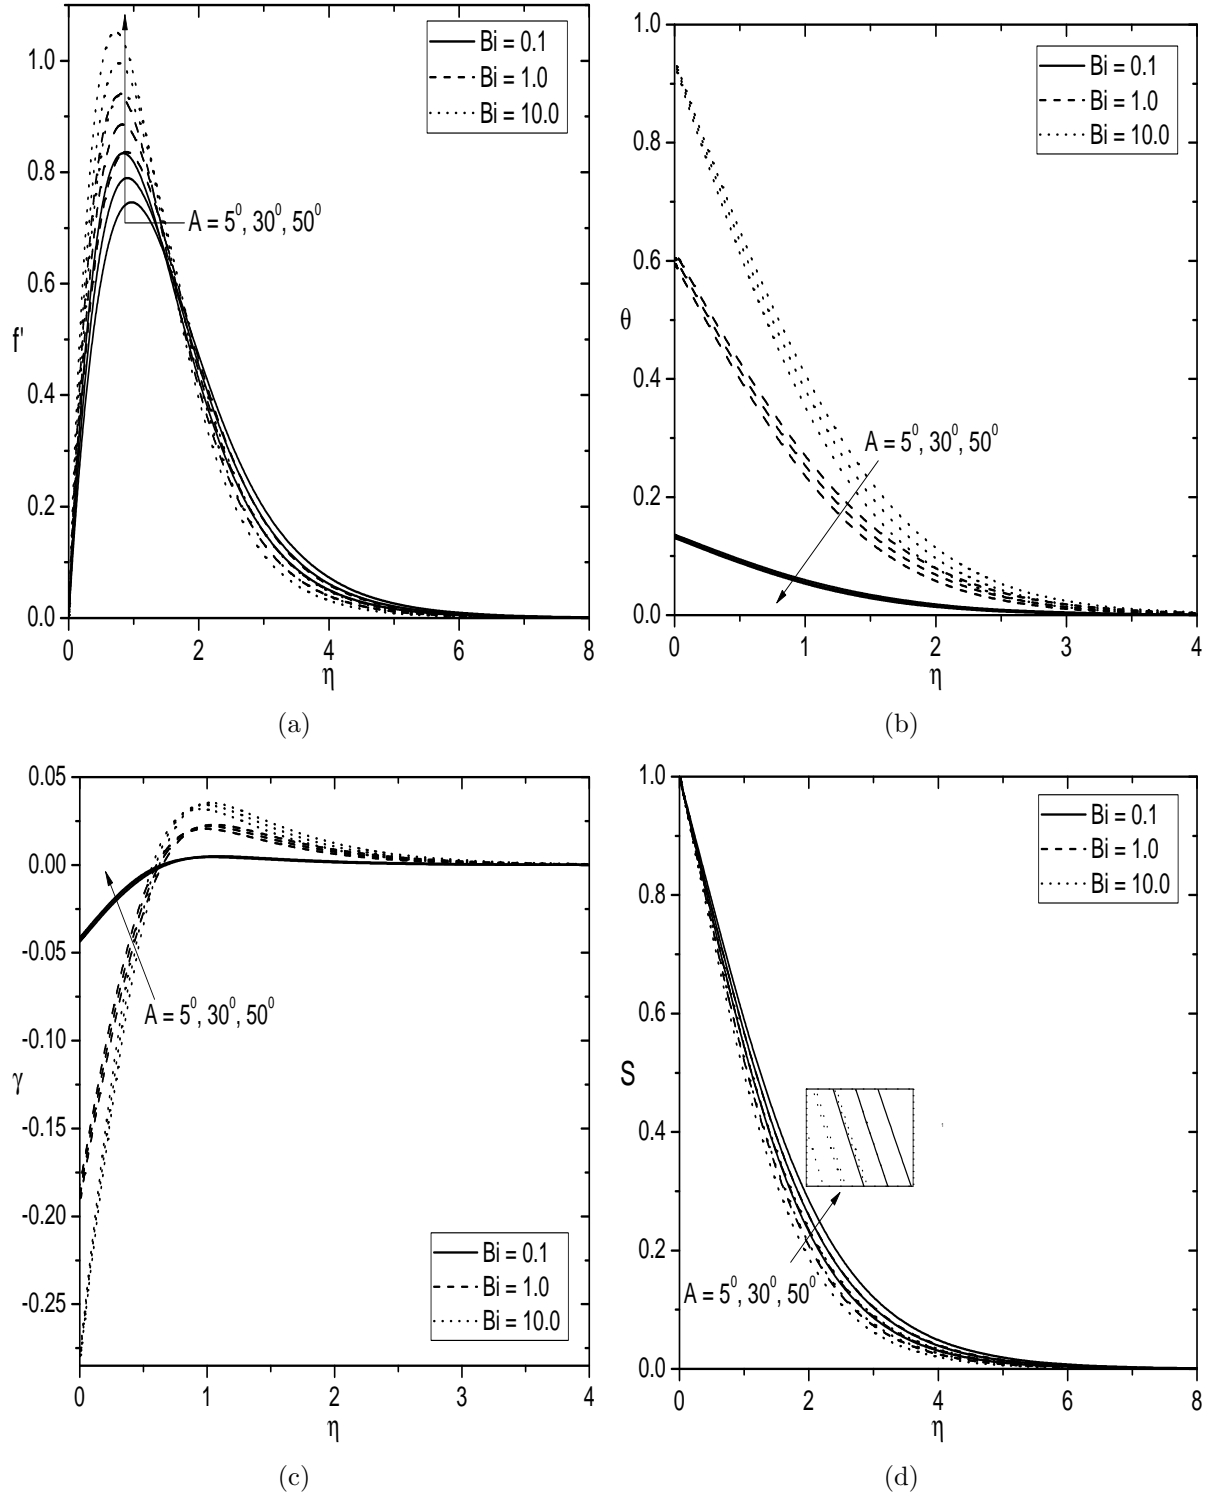 Bi = 0.1
Bi = 1.0
Bi = 10.0
A = 5⁰, 30⁰, 50⁰
f'
1.0
0.8
0.6
0.4
0.2
0.0
0 2 4 6 8
η
(a)
Bi = 0.1
Bi = 1.0
Bi = 10.0
A = 5⁰, 30⁰, 50⁰
θ
1.0
0.8
0.6
0.4
0.2
0.0
0 1 2 3 4
η
(b)
0.05
0.00
-0.05
-0.10
-0.15
-0.20
-0.25
γ
A = 5⁰, 30⁰, 50⁰
Bi = 0.1
Bi = 1.0
Bi = 10.0
0 1 2 3 4
η
(c)
1.0
0.8
0.6
0.4
0.2
0.0
S
Bi = 0.1
Bi = 1.0
Bi = 10.0
A = 5⁰, 30⁰, 50⁰
0 2 4 6 8
η
(d)